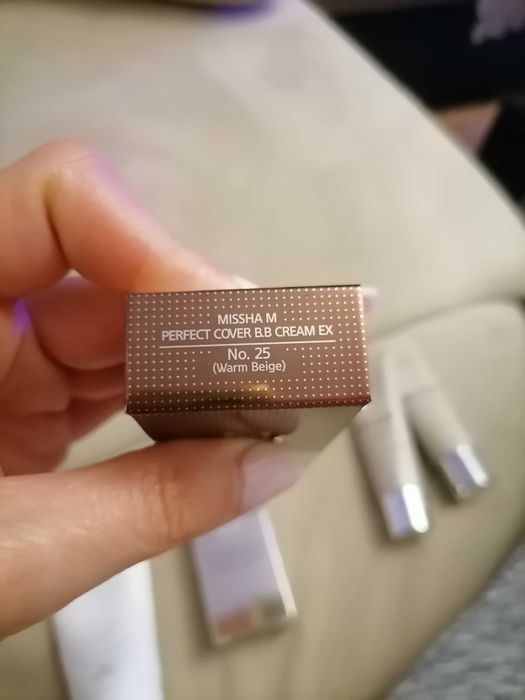 MISSHA M
PERFECT COVER B.B CREAM EX
No. 25
(Warm Beige)